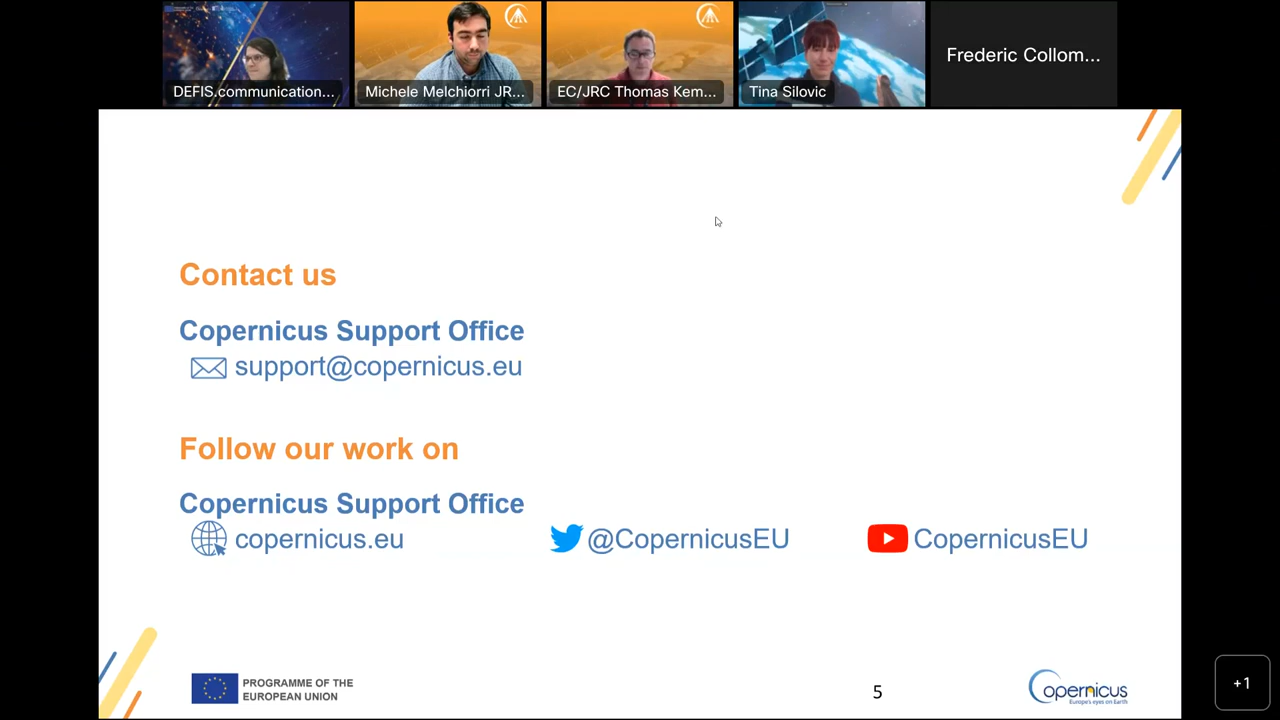 DEFIS.communication...
Michele Melchiorri JR...
EC/JRC Thomas Kem...
Tina Silovic
Frederic Collom...
Contact us
Copernicus Support Office
support@copernicus.eu
Follow our work on
Copernicus Support Office
copernicus.eu
@CopernicusEU
CopernicusEU
PROGRAMME OF THE
EUROPEAN UNION
5
opernicus
Europe's eyes on Earth
+1